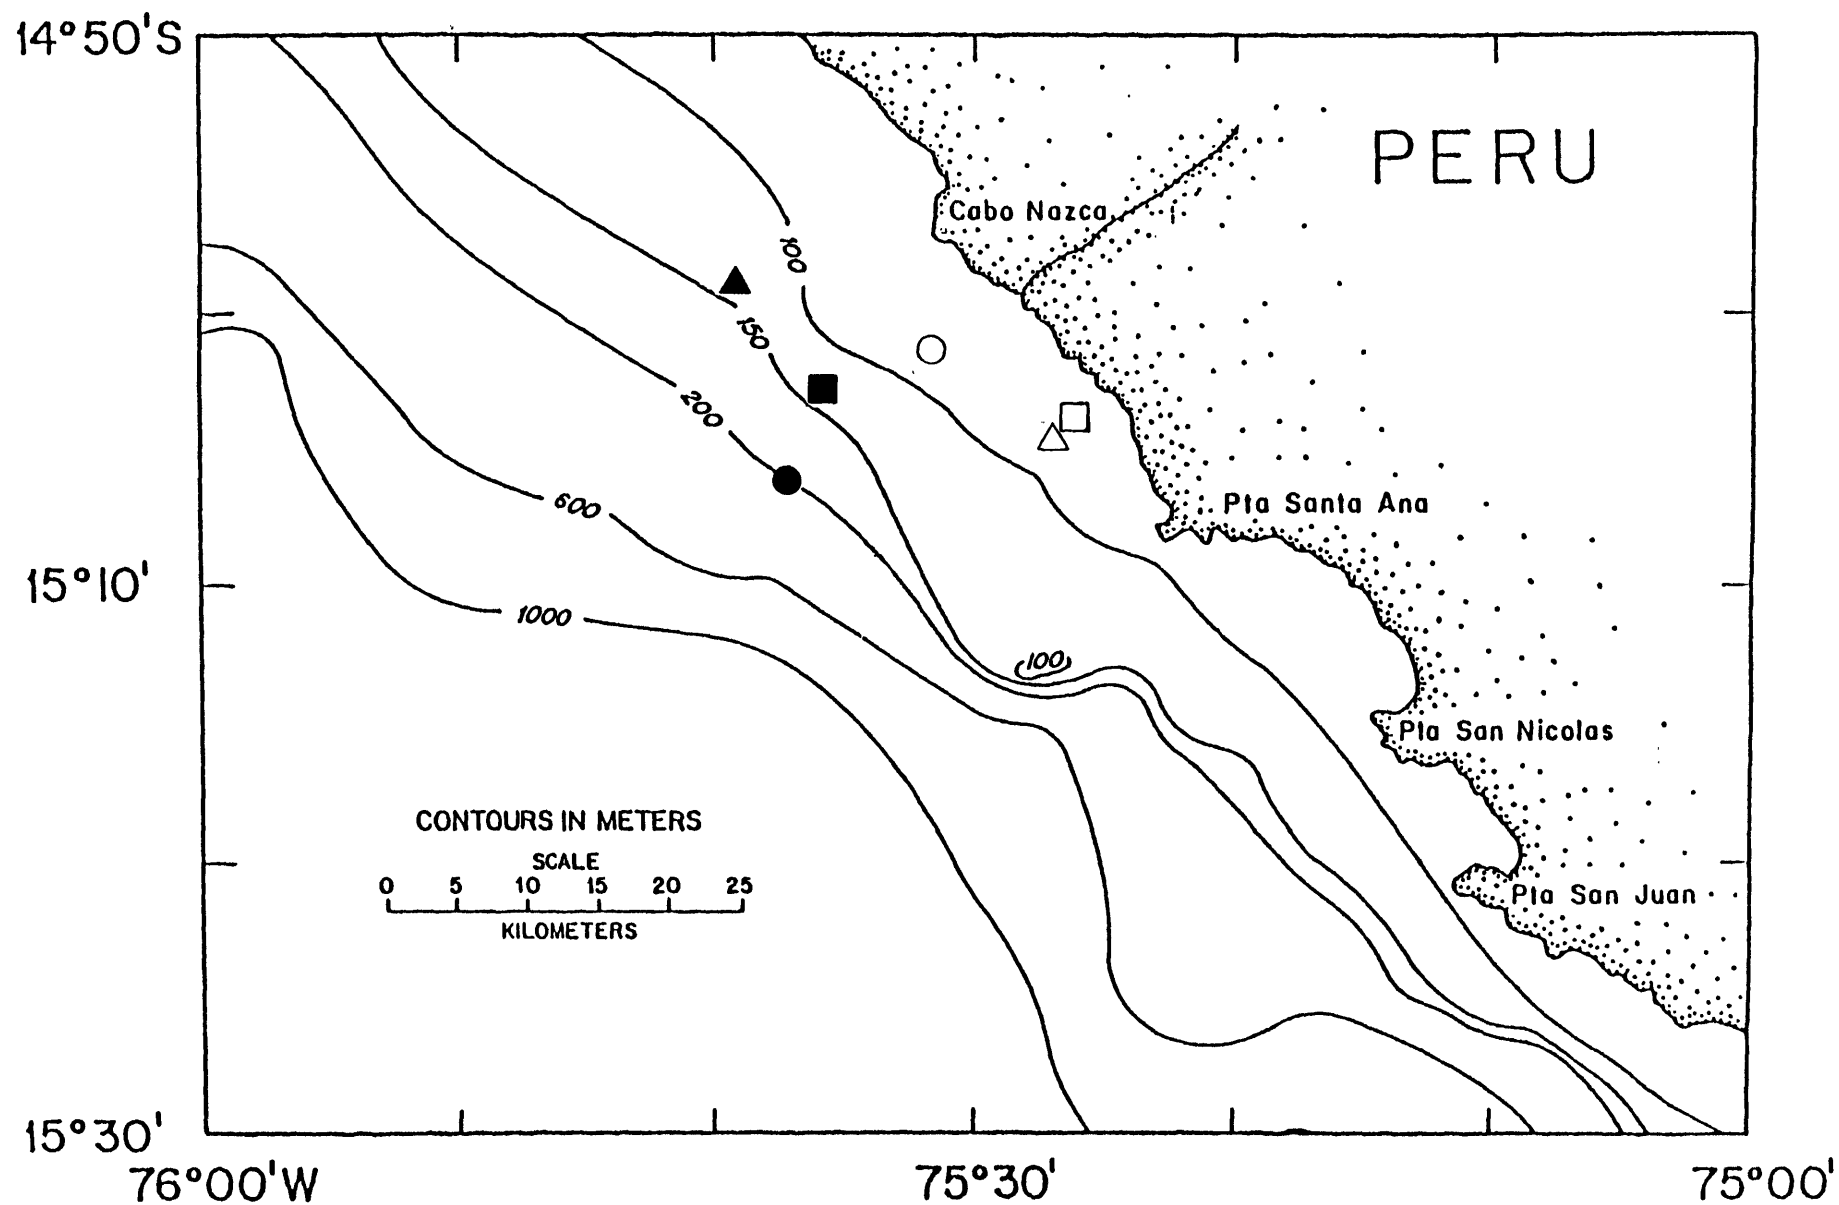 14°50'S
PERU
Cabo Nazca
100
150
200
Pta Santa Ana
600
15°10'
1000
100
Pta San Nicolas
CONTOURS IN METERS
SCALE
0 5 10 15 20 25
Pta San Juan
KILOMETERS
15°30'
76°00'W 75°30' 75°00'